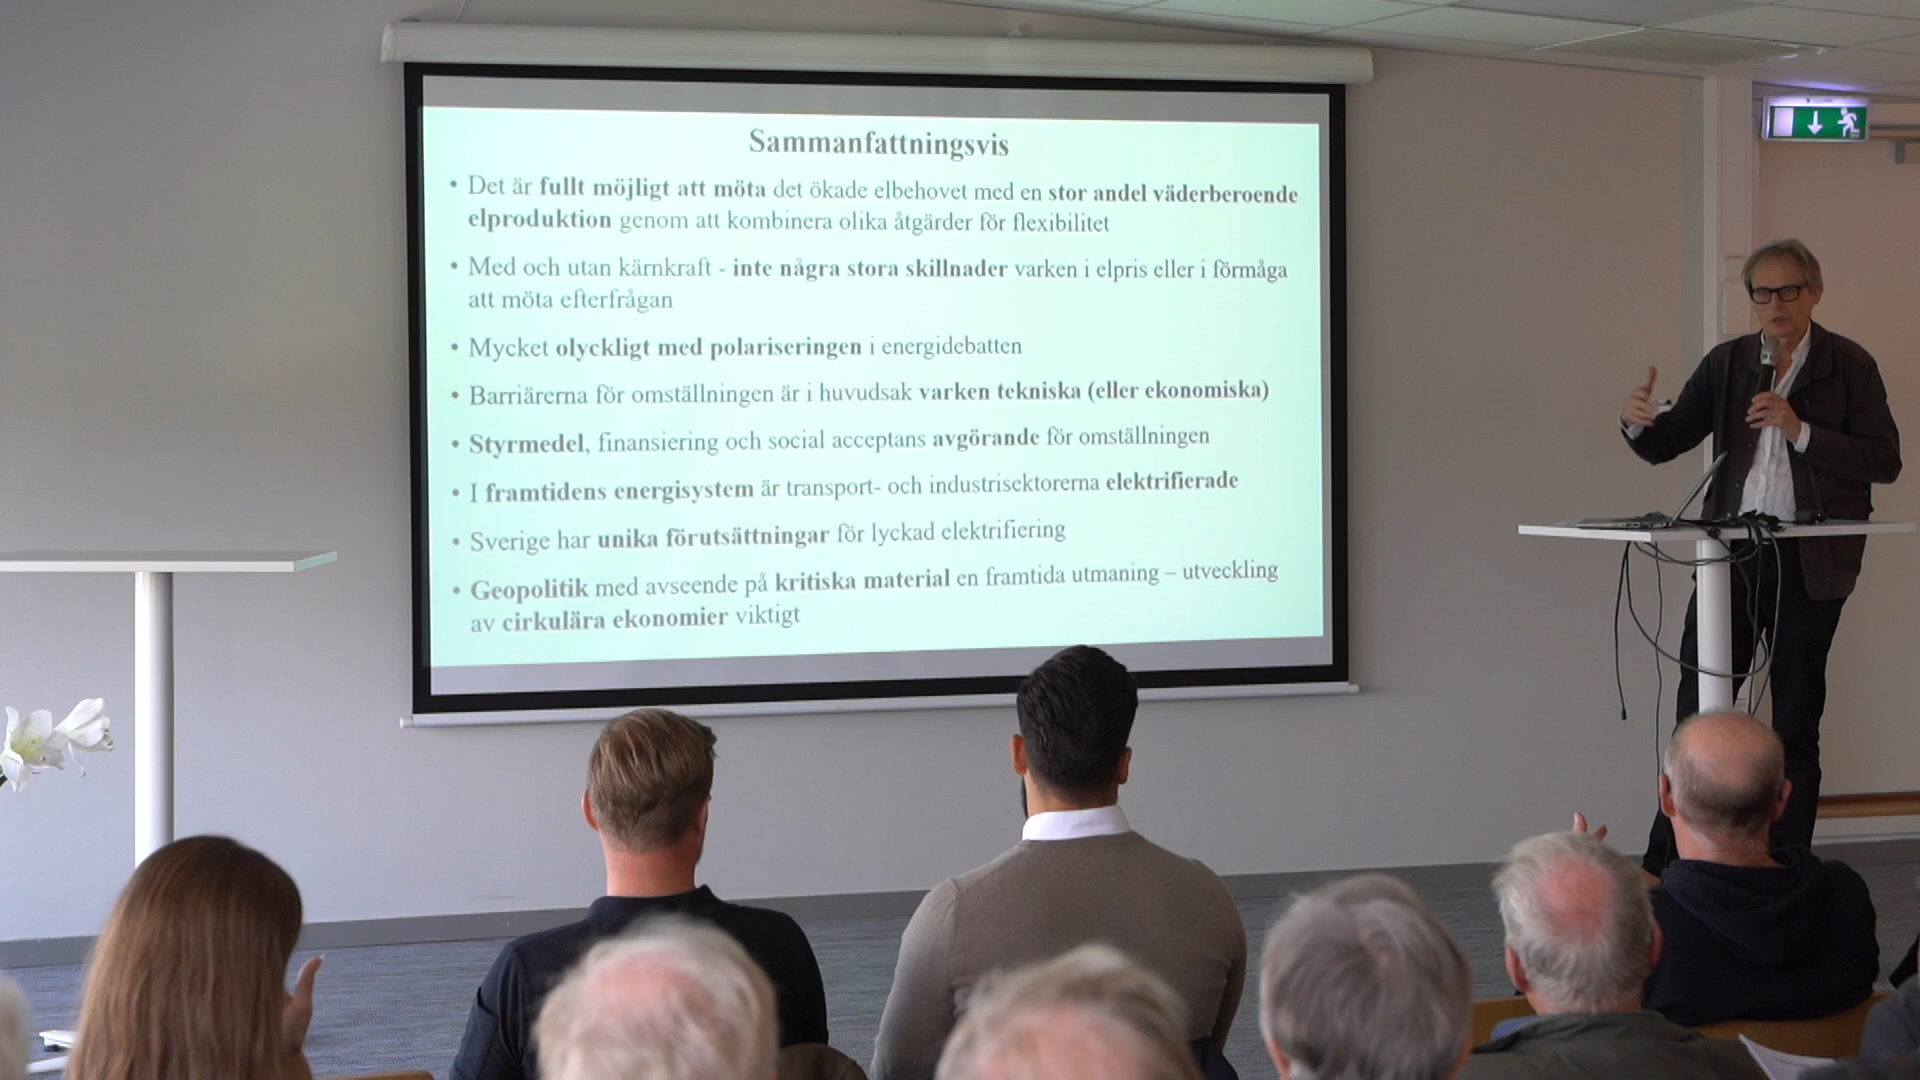 Sammanfattningsvis
• Det är fullt möjligt att möta det ökade elbehovet med en stor andel väderberoende
elproduktion genom att kombinera olika åtgärder för flexibilitet
• Med och utan kärnkraft - inte några stora skillnader varken i elpris eller i förmåga
att möta efterfrågan
• Mycket olyckligt med polariseringen i energidebatten
• Barriärerna för omställningen är i huvudsak varken tekniska (eller ekonomiska)
• Styrmedel, finansiering och social acceptans avgörande för omställningen
• I framtidens energisystem är transport- och industrisektorerna elektrifierade
• Sverige har unika förutsättningar för lyckad elektrifiering
• Geopolitik med avseende på kritiska material en framtida utmaning – utveckling
av cirkulära ekonomier viktigt